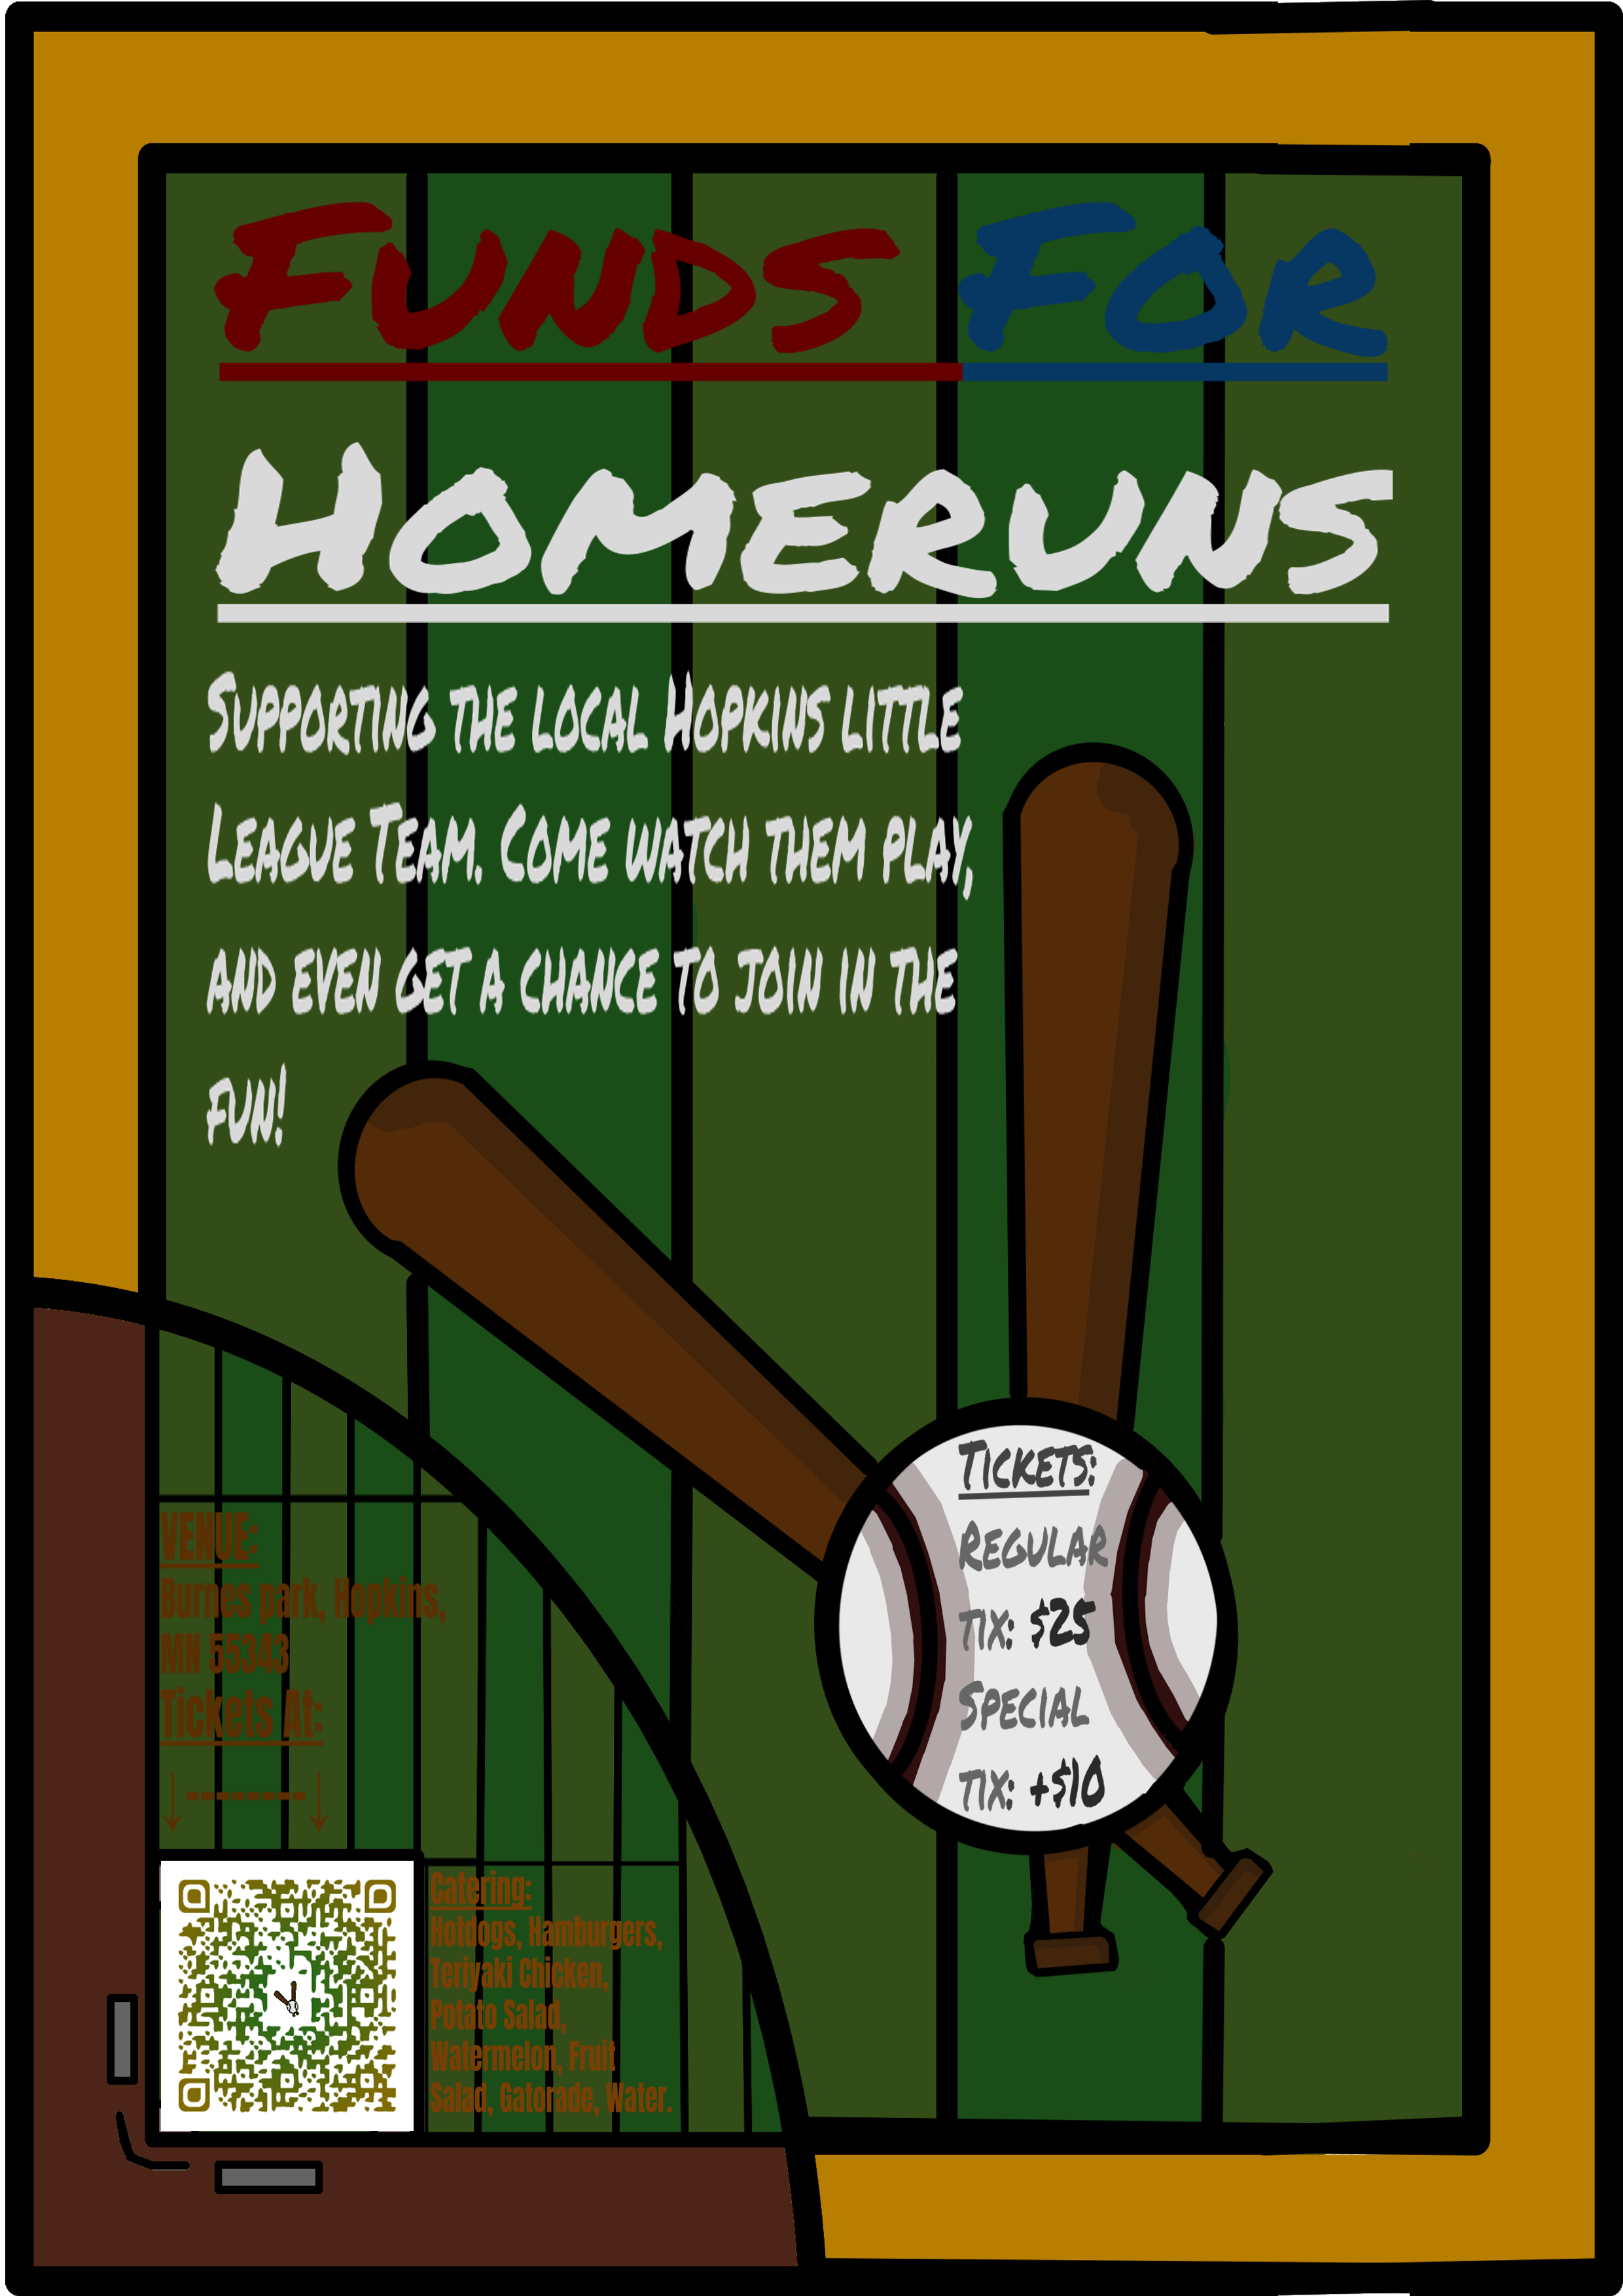 Funds For
Homeruns
Supporting the local Hopkins little
League Team. Come watch them play,
and even get a chance to join in the
fun!
Tickets:
Regular
Tix: $25
Special
Tix: +$10
VENUE:
Burnes park, Hopkins,
MN 55343
Tickets At:
↓-------↓
Catering:
Hotdogs, Hamburgers,
Teriyaki Chicken,
Potato Salad,
Watermelon, Fruit
Salad, Gatorade, Water.